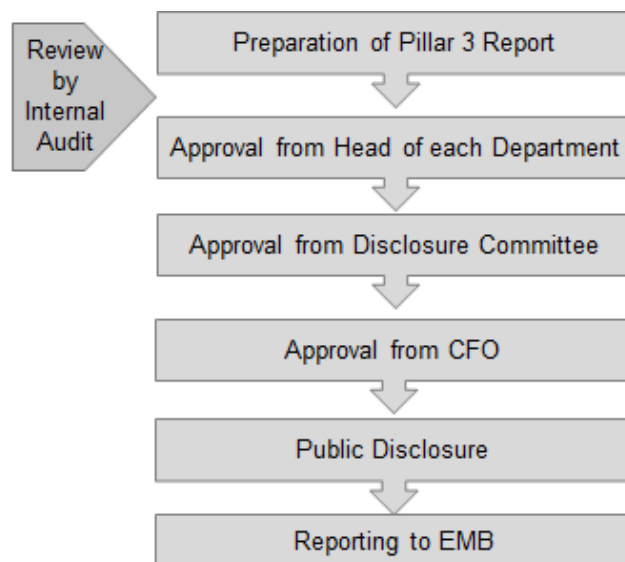 Review
by
Internal
Audit
Preparation of Pillar 3 Report
Approval from Head of each Department
Approval from Disclosure Committee
Approval from CFO
Public Disclosure
Reporting to EMB